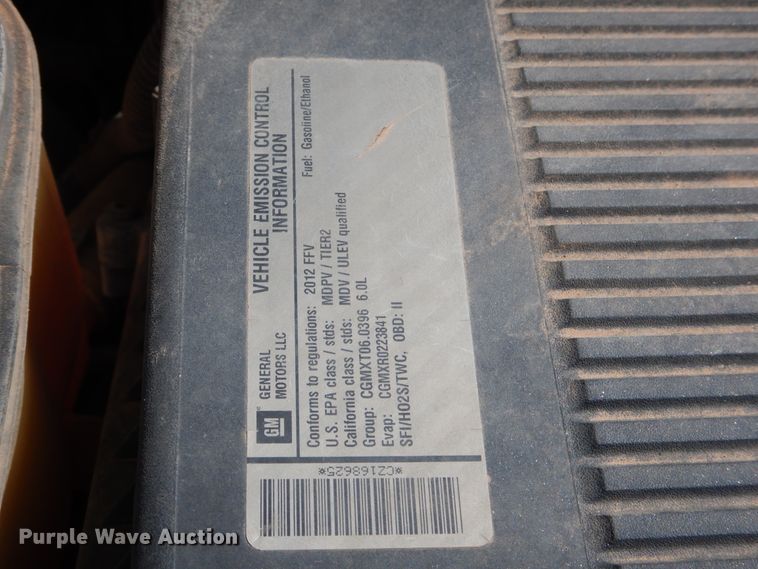 GM
GENERAL
MOTORS LLC
VEHICLE EMISSION CONTROL
INFORMATION
Conforms to regulations: 2012 FFV
Fuel: Gasoline/Ethanol
U.S. EPA class / stds: MDPV / TIER2
California class / stds: MDV / ULEV qualified
Group: CGMXT06.0396 6.0L
Evap: CGMXR0223841
SFI/HO2S/TWC, OBD: II
*CZ168625*
Purple Wave Auction